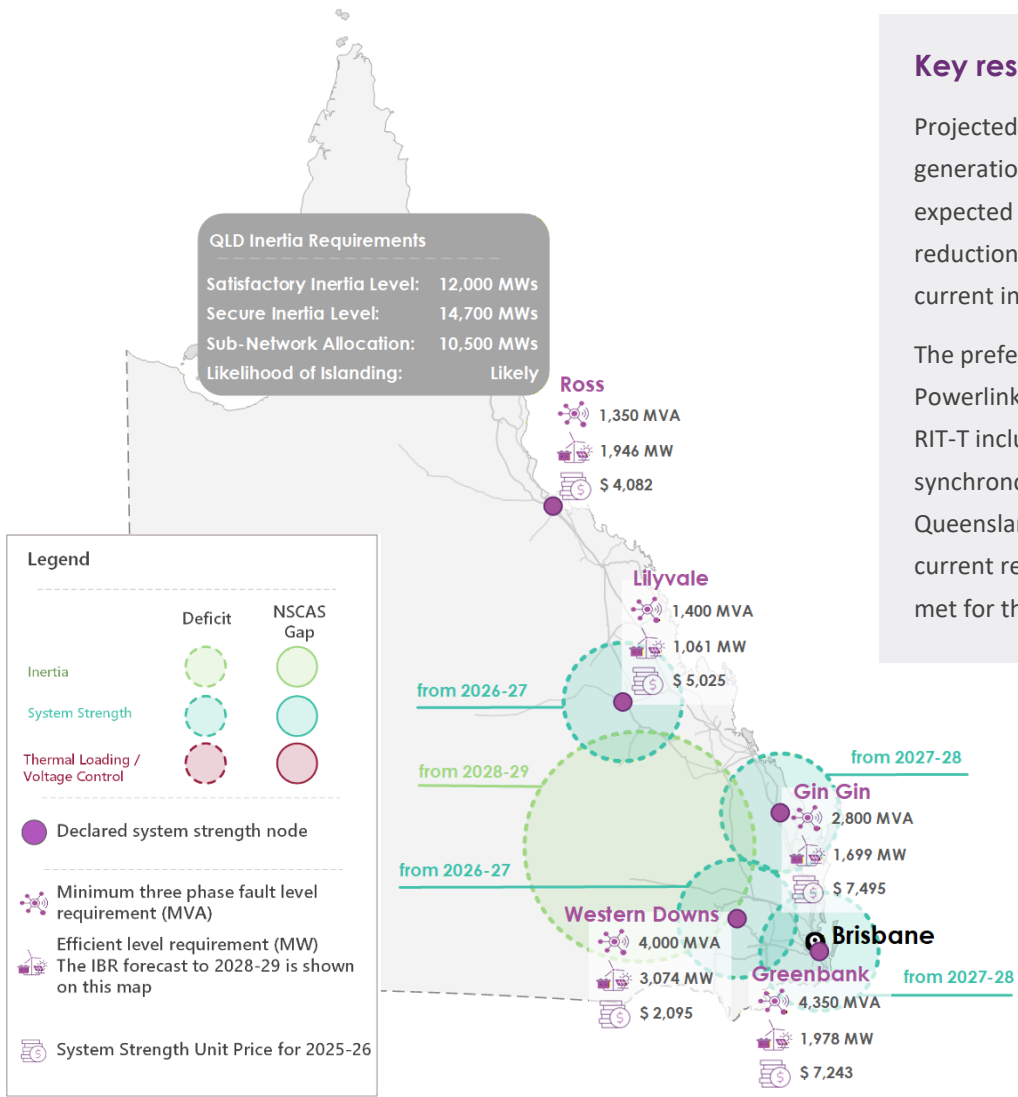 Key res
Projected
generatio
expected
reduction
current in
The prefe
Powerlink
RIT-T inclu
synchrono
Queenslan
current re
met for th
QLD Inertia Requirements
Satisfactory Inertia Level: 12,000 MWs
Secure Inertia Level: 14,700 MWs
Sub-Network Allocation: 10,500 MWs
Likelihood of Islanding: Likely
Ross
1,350 MVA
1,946 MW
$ 4,082
Lilyvale
1,400 MVA
1,061 MW
$ 5,025
from 2026-27
from 2028-29
from 2027-28
Gin Gin
2,800 MVA
1,699 MW
$ 7,495
from 2026-27
Western Downs
4,000 MVA
3,074 MW
$ 2,095
Brisbane
Greenbank
from 2027-28
4,350 MVA
1,978 MW
$ 7,243
Legend
Deficit
NSCAS
Gap
Inertia
System Strength
Thermal Loading /
Voltage Control
Declared system strength node
Minimum three phase fault level
requirement (MVA)
Efficient level requirement (MW)
The IBR forecast to 2028-29 is shown
on this map
System Strength Unit Price for 2025-26